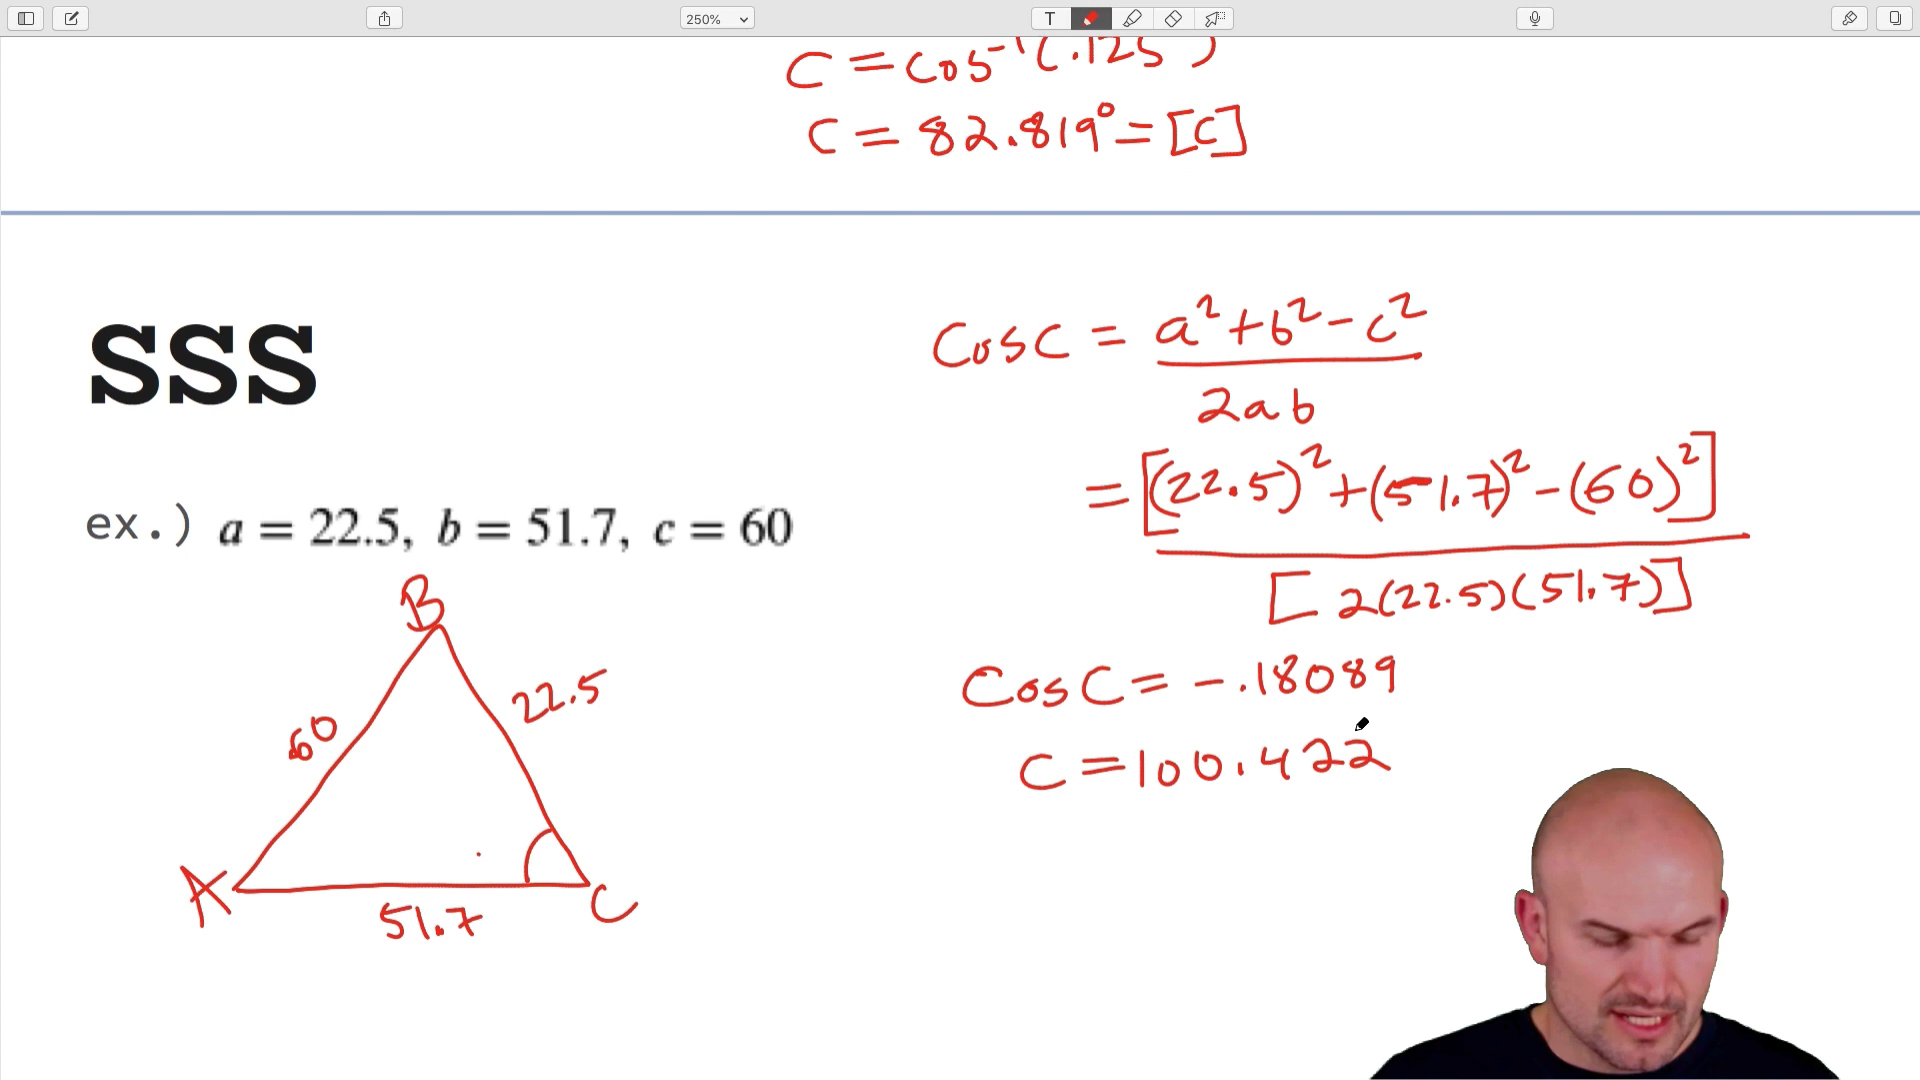 250%
T
C = cos⁻¹(.125)
C = 82.819° = [C]
SSS
Cos C = a² + b² - c²
2ab
= [(22.5)² + (51.7)² - (60)²]
[2(22.5)(51.7)]
ex.) a = 22.5, b = 51.7, c = 60
B
60
22.5
A
51.7
C
Cos C = -.18089
C = 100.422